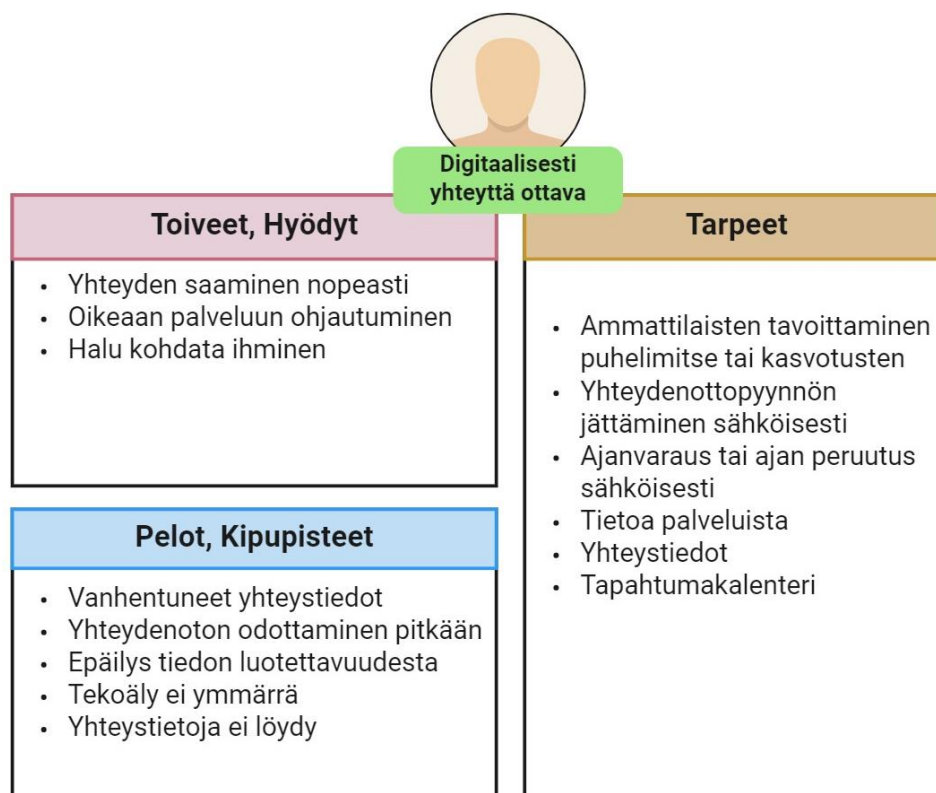 Digitaalisesti
yhteyttä ottava
Toiveet, Hyödyt
• Yhteyden saaminen nopeasti
• Oikeaan palveluun ohjautuminen
• Halu kohdata ihminen
Pelot, Kipupisteet
• Vanhentuneet yhteystiedot
• Yhteydenoton odottaminen pitkään
• Epäilys tiedon luotettavuudesta
• Tekoäly ei ymmärrä
• Yhteystietoja ei löydy
Tarpeet
• Ammattilaisten tavoittaminen
puhelimitse tai kasvotusten
• Yhteydenottopyynnön
jättäminen sähköisesti
• Ajanvaraus tai ajan peruutus
sähköisesti
• Tietoa palveluista
• Yhteystiedot
• Tapahtumakalenteri